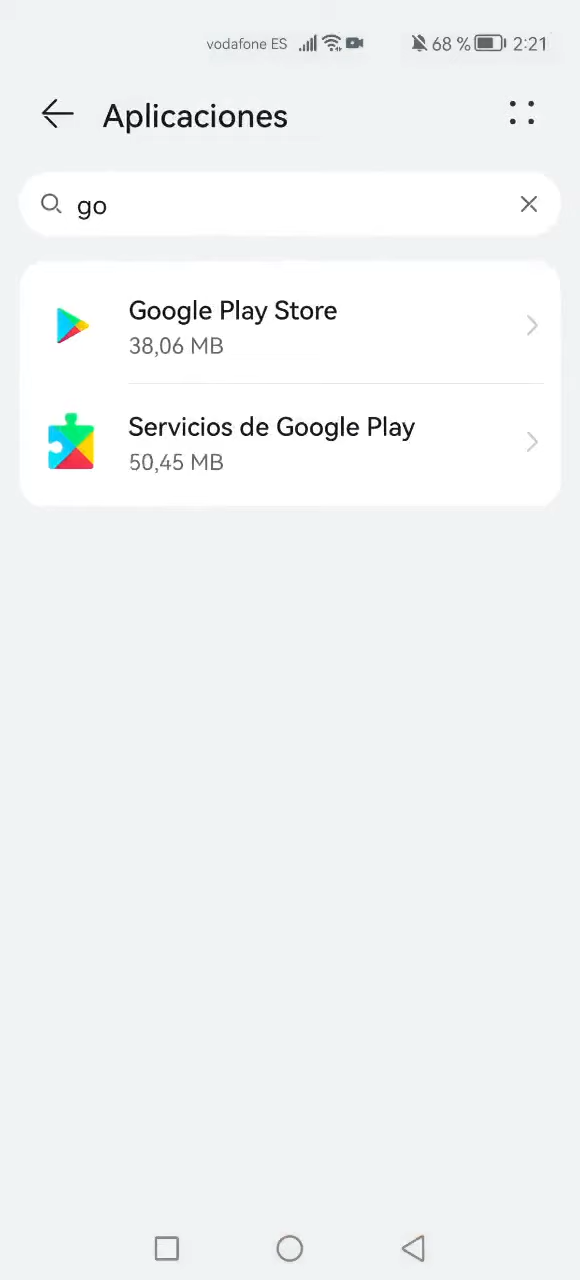 vodafone ES 68 % 2:21
Aplicaciones
go
Google Play Store
38,06 MB
Servicios de Google Play
50,45 MB